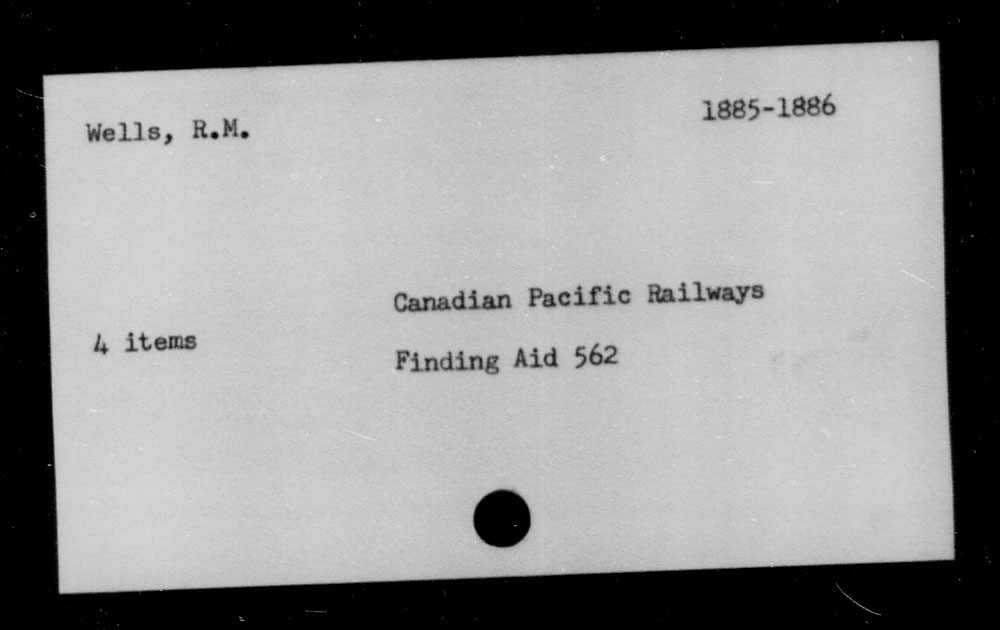 Wells, R.M.
1885-1886
Canadian Pacific Railways
4 items
Finding Aid 562